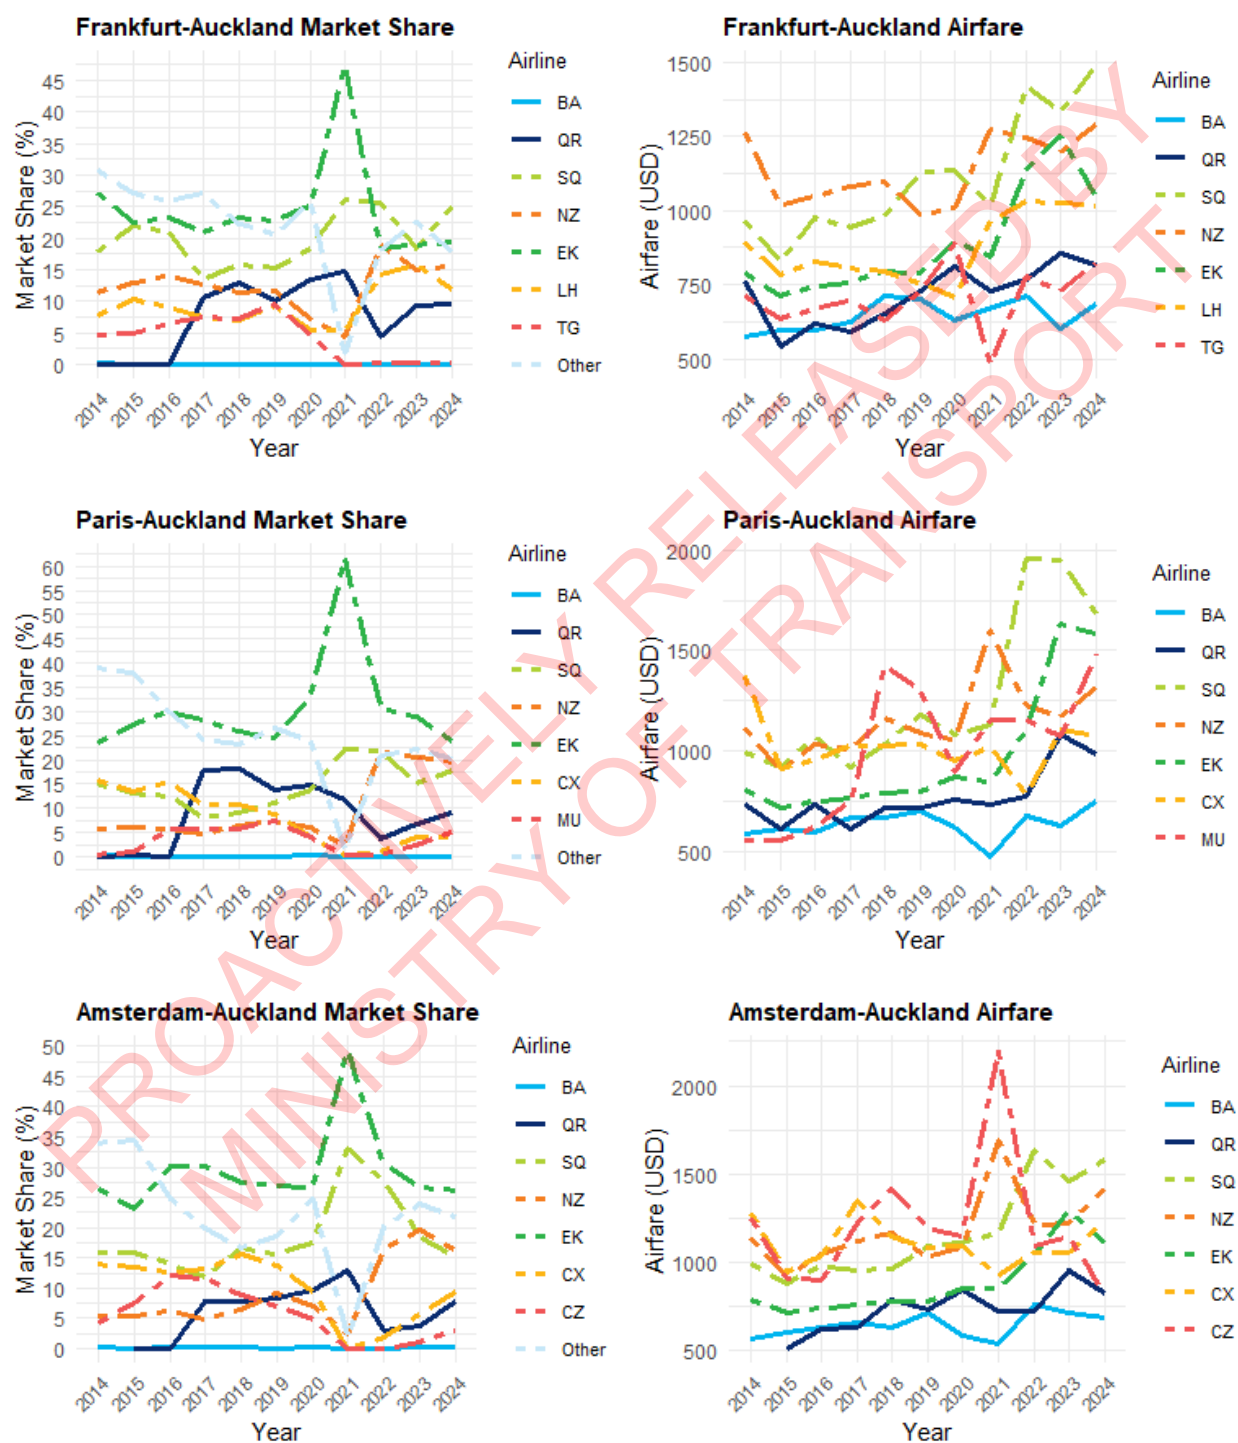 Frankfurt-Auckland Market Share
Market Share (%)
45
40
35
30
25
20
15
10
5
0
2014
2015
2016
2017
2018
2019
2020
2021
2022
2023
2024
Year
Airline
BA
QR
SQ
NZ
EK
LH
TG
Other
Frankfurt-Auckland Airfare
Airfare (USD)
1500
1250
1000
750
500
2014
2015
2016
2017
2018
2019
2020
2021
2022
2023
2024
Year
Airline
BA
QR
SQ
NZ
EK
LH
TG
Paris-Auckland Market Share
Market Share (%)
60
55
50
45
40
35
30
25
20
15
10
5
0
2014
2015
2016
2017
2018
2019
2020
2021
2022
2023
2024
Year
Airline
BA
QR
SQ
NZ
EK
CX
MU
Other
Paris-Auckland Airfare
Airfare (USD)
2000
1500
1000
500
2014
2015
2016
2017
2018
2019
2020
2021
2022
2023
2024
Year
Airline
BA
QR
SQ
NZ
EK
CX
MU
Amsterdam-Auckland Market Share
Market Share (%)
50
45
40
35
30
25
20
15
10
5
0
2014
2015
2016
2017
2018
2019
2020
2021
2022
2023
2024
Year
Airline
BA
QR
SQ
NZ
EK
CX
CZ
Other
Amsterdam-Auckland Airfare
Airfare (USD)
2000
1500
1000
500
2014
2015
2016
2017
2018
2019
2020
2021
2022
2023
2024
Year
Airline
BA
QR
SQ
NZ
EK
CX
CZ
PROACTIVELY RELEASED BY
MINISTRY OF TRANSPORT